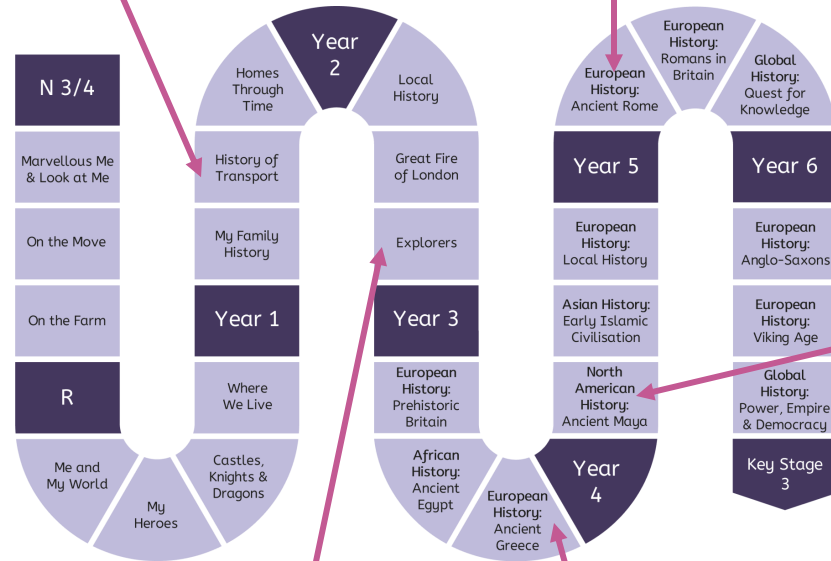 N 3/4
Marvellous Me
& Look at Me
On the Move
On the Farm
R
Me and
My World
My
Heroes
Castles,
Knights &
Dragons
Where
We Live
Year 1
My Family
History
History of
Transport
Homes
Through
Time
Year
2
Local
History
Great Fire
of London
Explorers
Year 3
European
History:
Prehistoric
Britain
African
History:
Ancient
Egypt
European
History:
Ancient
Greece
Year
4
North
American
History:
Ancient Maya
Asian History:
Early Islamic
Civilisation
European
History:
Local History
Year 5
European
History:
Ancient Rome
European
History:
Romans in
Britain
Global
History:
Quest for
Knowledge
Year 6
European
History:
Anglo-Saxons
European
History:
Viking Age
Global
History:
Power, Empire
& Democracy
Key Stage
3